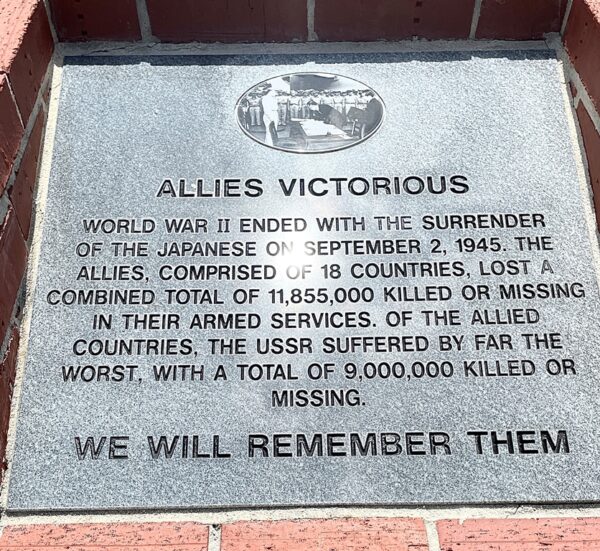 ALLIES VICTORIOUS
WORLD WAR II ENDED WITH THE SURRENDER
OF THE JAPANESE ON SEPTEMBER 2, 1945. THE
ALLIES, COMPRISED OF 18 COUNTRIES, LOST A
COMBINED TOTAL OF 11,855,000 KILLED OR MISSING
IN THEIR ARMED SERVICES. OF THE ALLIED
COUNTRIES, THE USSR SUFFERED BY FAR THE
WORST, WITH A TOTAL OF 9,000,000 KILLED OR
MISSING.
WE WILL REMEMBER THEM